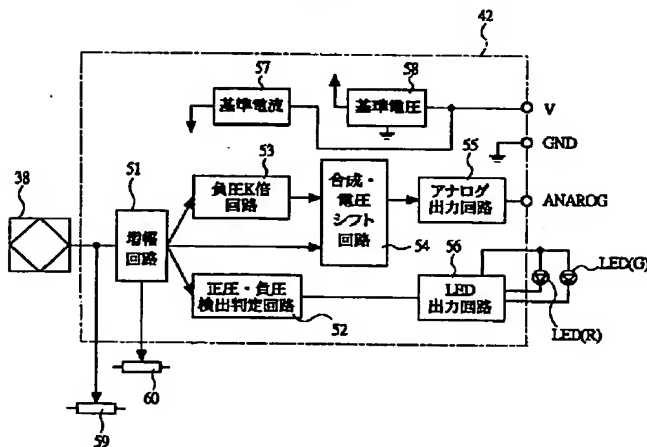 42
57
基準電流
58
基準電圧
V
GND
53
負圧K倍
回路
合成・
電圧
シフト
回路
54
55
アナログ
出力回路
ANAROG
38
51
増幅
回路
正圧・負圧
検出判定回路
52
56
LED
出力回路
LED(G)
LED(R)
60
59